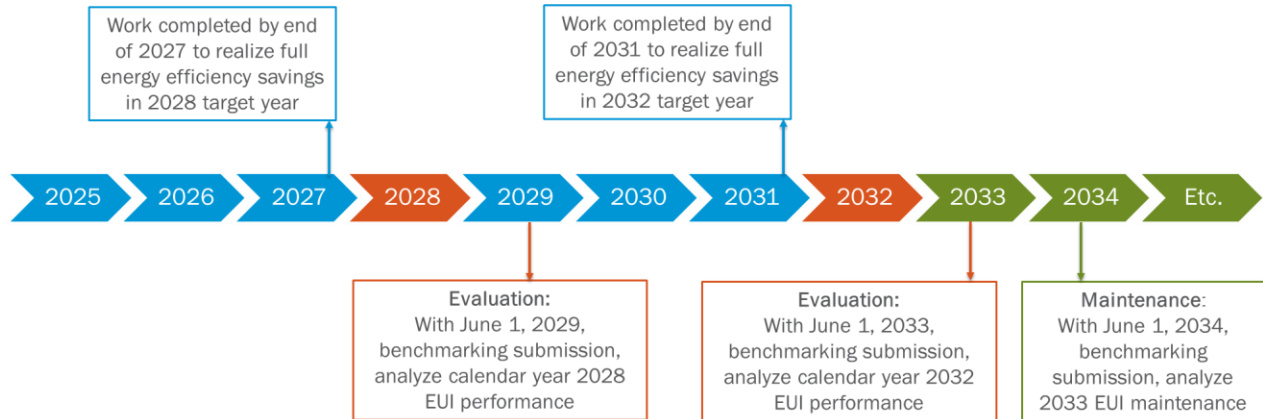 Work completed by end
of 2027 to realize full
energy efficiency savings
in 2028 target year
Work completed by end
of 2031 to realize full
energy efficiency savings
in 2032 target year
2025
2026
2027
2028
2029
2030
2031
2032
2033
2034
Etc.
Evaluation:
With June 1, 2029,
benchmarking submission,
analyze calendar year 2028
EUI performance
Evaluation:
With June 1, 2033,
benchmarking submission,
analyze calendar year 2032
EUI performance
Maintenance:
With June 1, 2034,
benchmarking
submission, analyze
2033 EUI maintenance